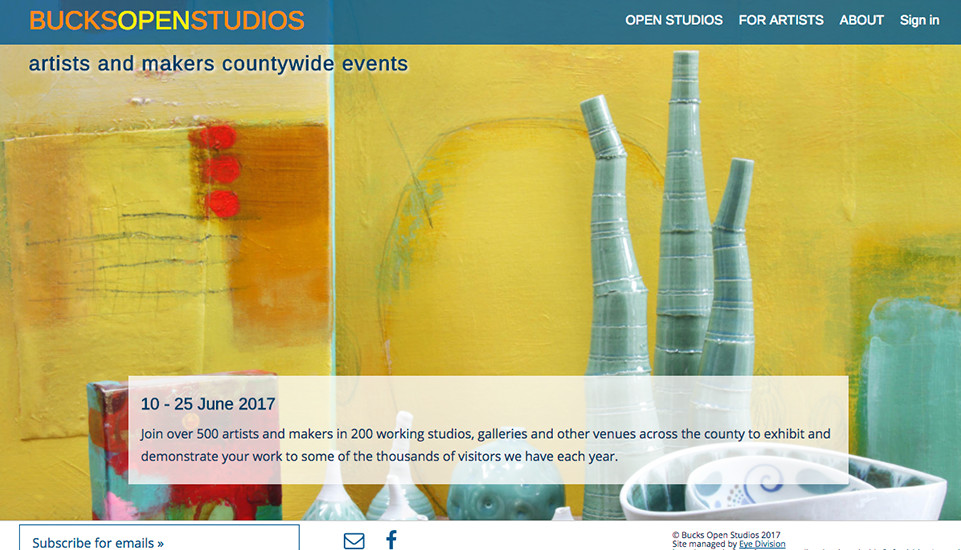 BUCKSOPENSTUDIOS
OPEN STUDIOS FOR ARTISTS ABOUT Sign in
artists and makers countywide events
10 - 25 June 2017
Join over 500 artists and makers in 200 working studios, galleries and other venues across the county to exhibit and
demonstrate your work to some of the thousands of visitors we have each year.
Subscribe for emails »
© Bucks Open Studios 2017
Site managed by Eye Division